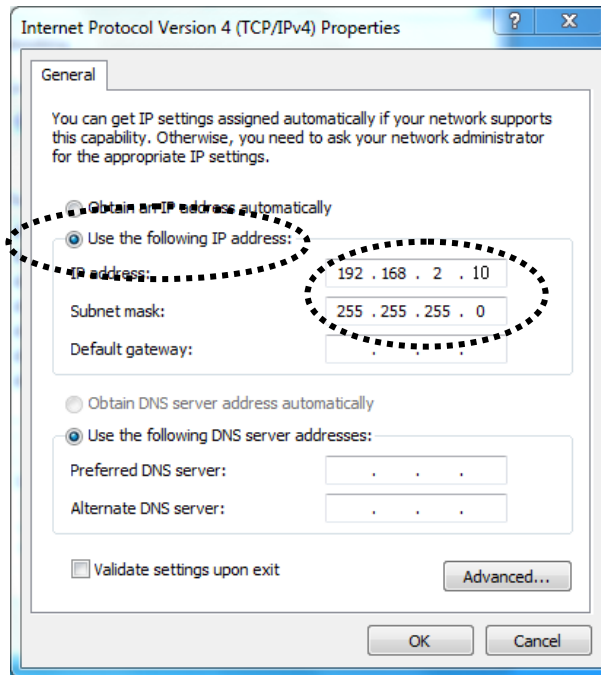 Internet Protocol Version 4 (TCP/IPv4) Properties
? X
General
You can get IP settings assigned automatically if your network supports
this capability. Otherwise, you need to ask your network administrator
for the appropriate IP settings.
Obtain an IP address automatically
Use the following IP address:
IP address: 192 . 168 . 2 . 10
Subnet mask: 255 . 255 . 255 . 0
Default gateway: . . .
Obtain DNS server address automatically
Use the following DNS server addresses:
Preferred DNS server: . . .
Alternate DNS server: . . .
Validate settings upon exit
Advanced...
OK Cancel